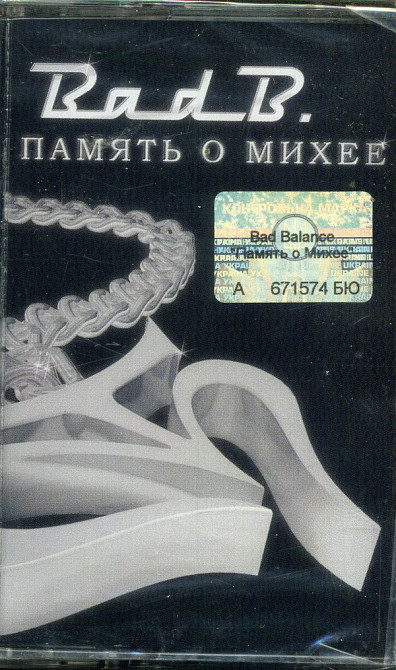 Bad B.
ПАМЯТЬ О МИХЕЕ
КОНТРОЛЬНА МАРКА
Bad Balance
Память о Михее
А 671574 БЮ